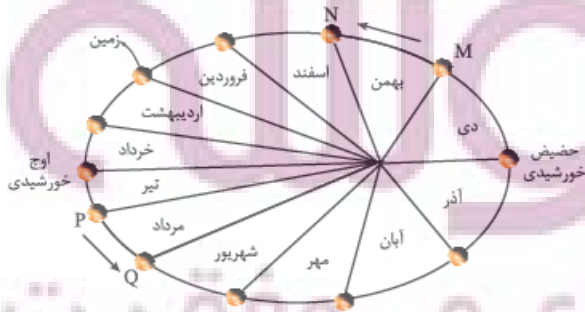 N
M
زمین
فروردین
اسفند
بهمن
اردیبهشت
دی
خرداد
اوج
خورشیدی
حضیض
خورشیدی
تیر
آذر
P
مرداد
آبان
شهریور
مهر
Q